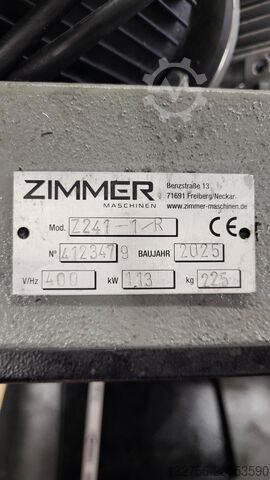 ZIMMER
MASCHINEN
Benzstraße 13
71691 Freiberg/Neckar
www.zimmer-maschinen.de
Mod. Z241-1/R CE
N° 4123479 BAUJAHR 2025
V/Hz 400 kW 1.13 kg 225